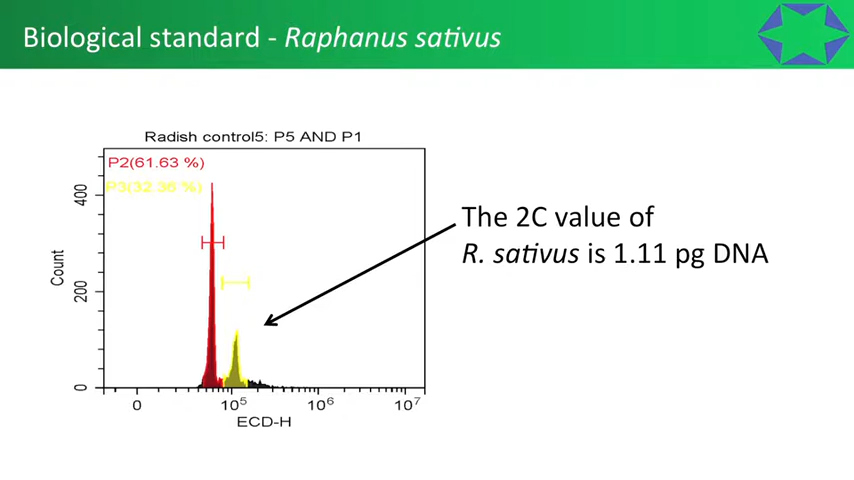 Biological standard - Raphanus sativus
Radish control5: P5 AND P1
P2(61.63 %)
P3(32.36 %)
The 2C value of
R. sativus is 1.11 pg DNA
Count
400
200
0
0 10⁵ 10⁶ 10⁷
ECD-H